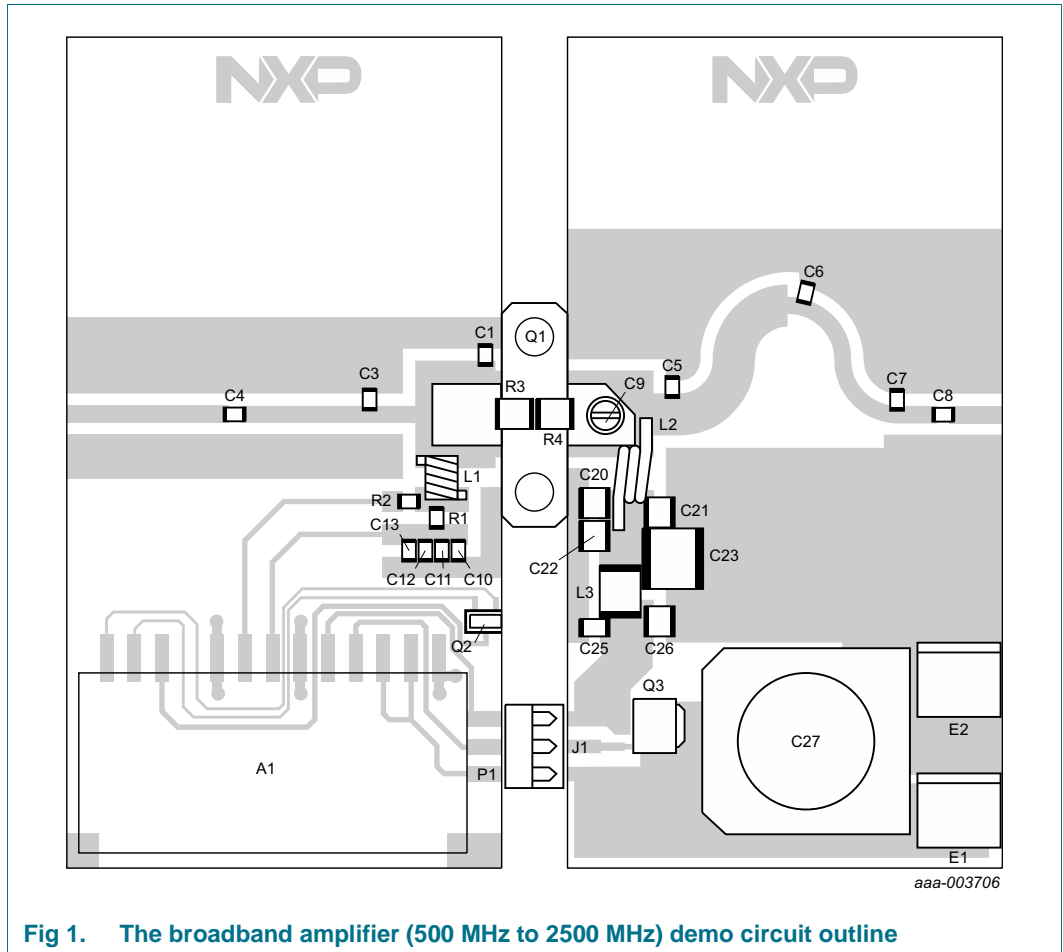 NXP
NXP
C6
C1
Q1
C3
C5
C4
R3
C9
C7
C8
R4
L2
L1
C20
R2
C21
C13
R1
C23
C12
C11
C10
C22
L3
Q2
C25
C26
Q3
E2
J1
C27
A1
P1
E1
aaa-003706
Fig 1. The broadband amplifier (500 MHz to 2500 MHz) demo circuit outline